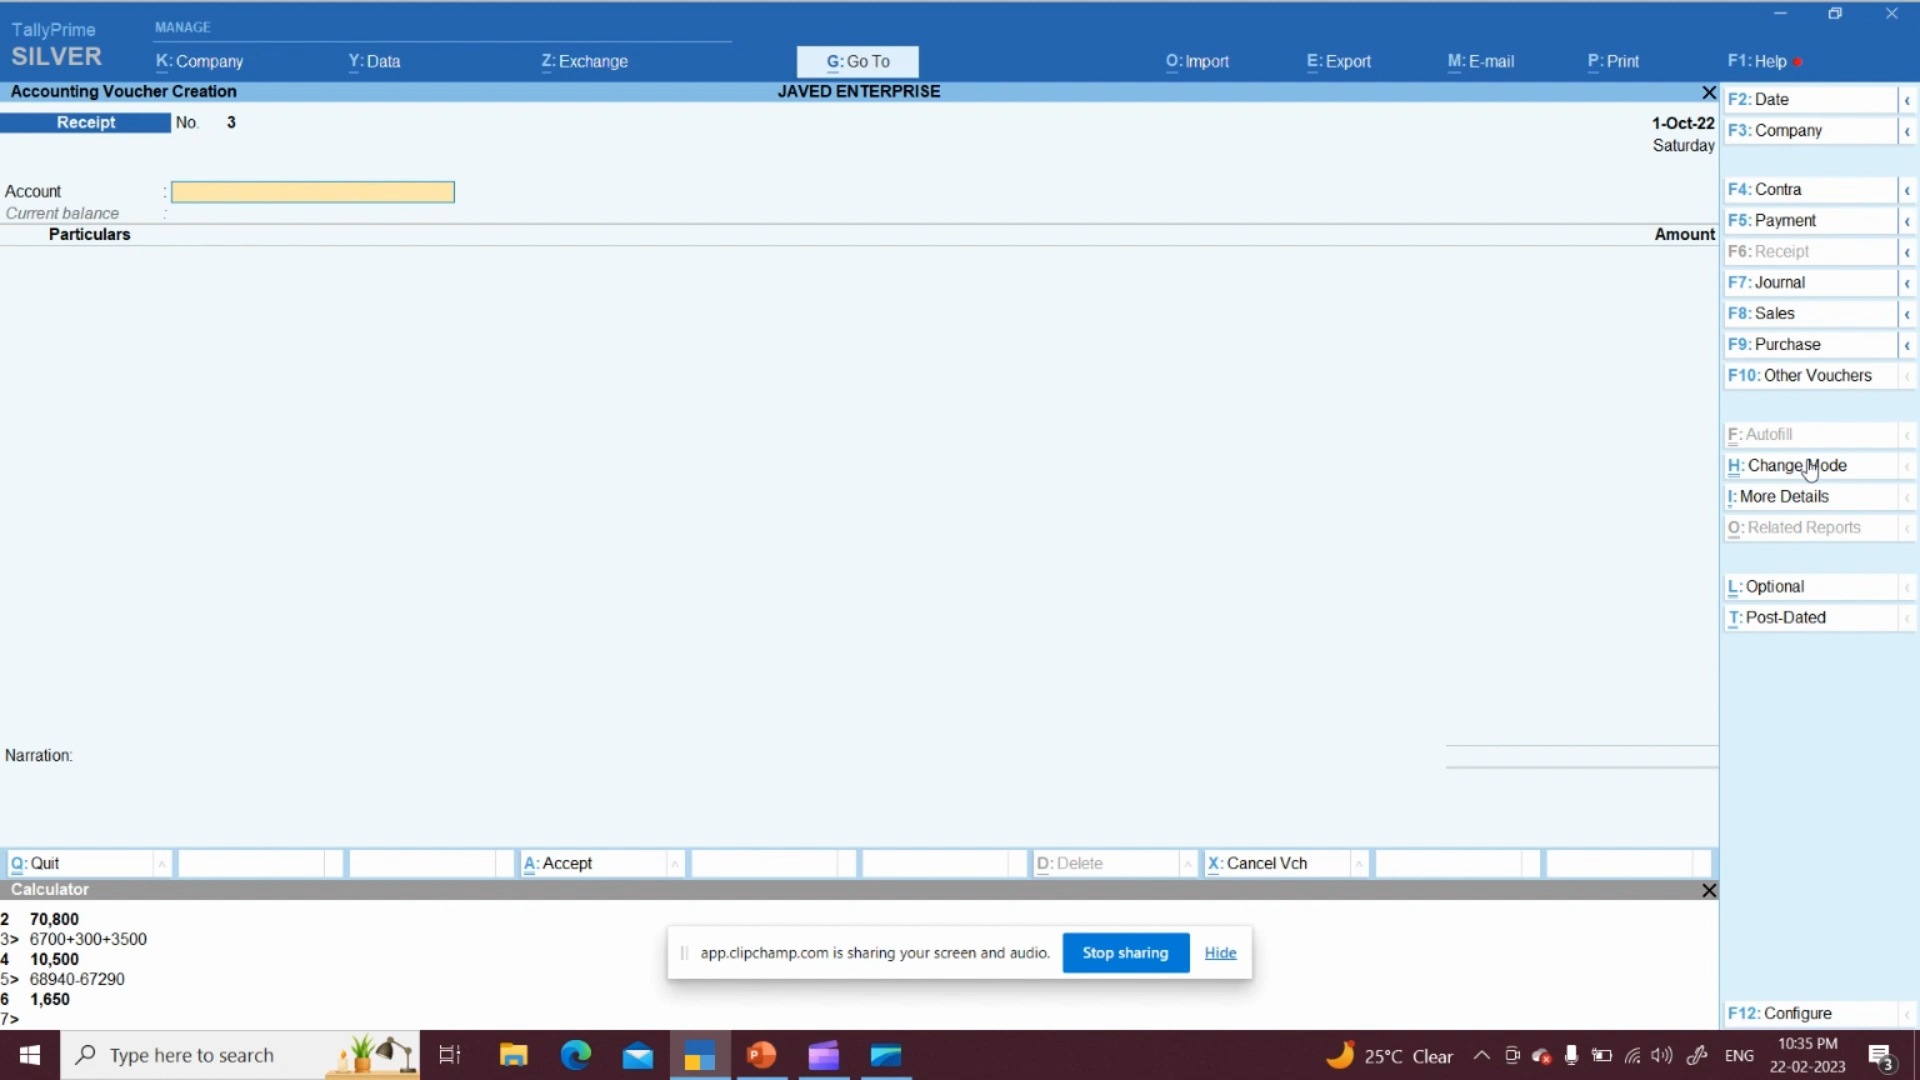 TallyPrime
SILVER
MANAGE
K: Company
Y: Data
Z: Exchange
G: Go To
O: Import
E: Export
M: E-mail
P: Print
F1: Help
Accounting Voucher Creation
JAVED ENTERPRISE
Receipt No. 3
1-Oct-22
Saturday
Account :
Current balance :
Particulars
Amount
F2: Date
F3: Company
F4: Contra
F5: Payment
F6: Receipt
F7: Journal
F8: Sales
F9: Purchase
F10: Other Vouchers
F: Autofill
H: Change Mode
I: More Details
O: Related Reports
L: Optional
T: Post-Dated
F12: Configure
Narration:
Q: Quit
A: Accept
D: Delete
X: Cancel Vch
Calculator
2 70,800
3> 6700+300+3500
4 10,500
5> 68940-67290
6 1,650
7>
app.clipchamp.com is sharing your screen and audio.
Stop sharing
Hide
Type here to search
25°C Clear
ENG
10:35 PM
22-02-2023
3